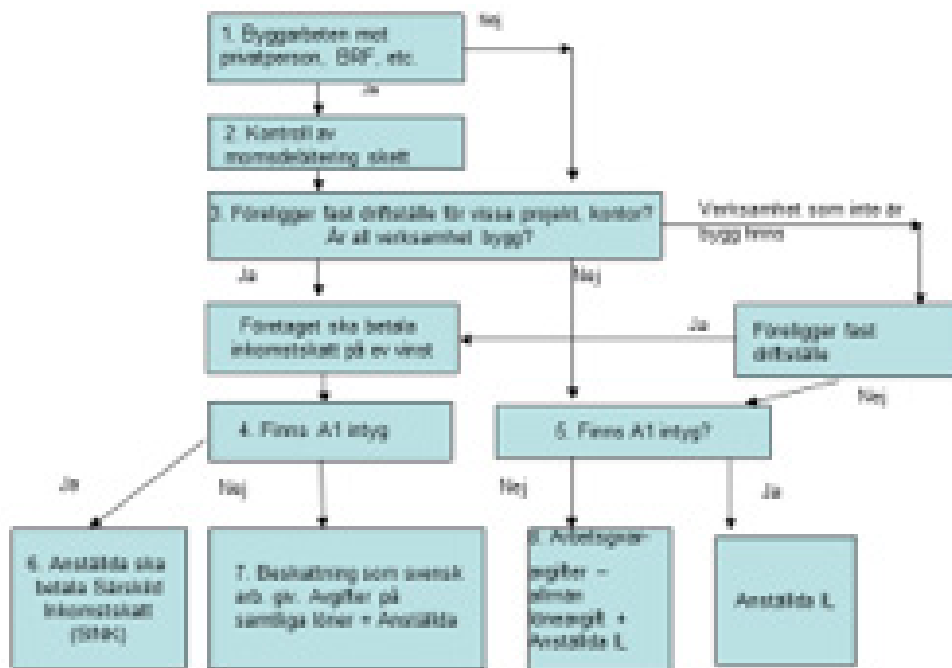 Nej
1. Byggarbeten mot
privatperson, BRF, etc.
Ja
2. Kontroll av
momsdebitering skett
3. Föreligger fast driftställe för vissa projekt, kontor?
Är all verksamhet bygg?
Verksamhet som inte är
bygg finns
Ja
Nej
Företaget ska betala
inkomstskatt på ev vinst
Ja
Föreligger fast
driftställe
Nej
4. Finns A1 intyg
5. Finns A1 intyg?
Ja
Nej
Nej
Ja
6. Anställda ska
betala Särskild
Inkomstskatt
(SINK)
7. Beskattning som svensk
arb. giv. Avgifter på
samtliga löner + Anställda
8. Arbetsgivar-
avgifter –
allmän
löneavgift +
Anställda IL
Anställda IL